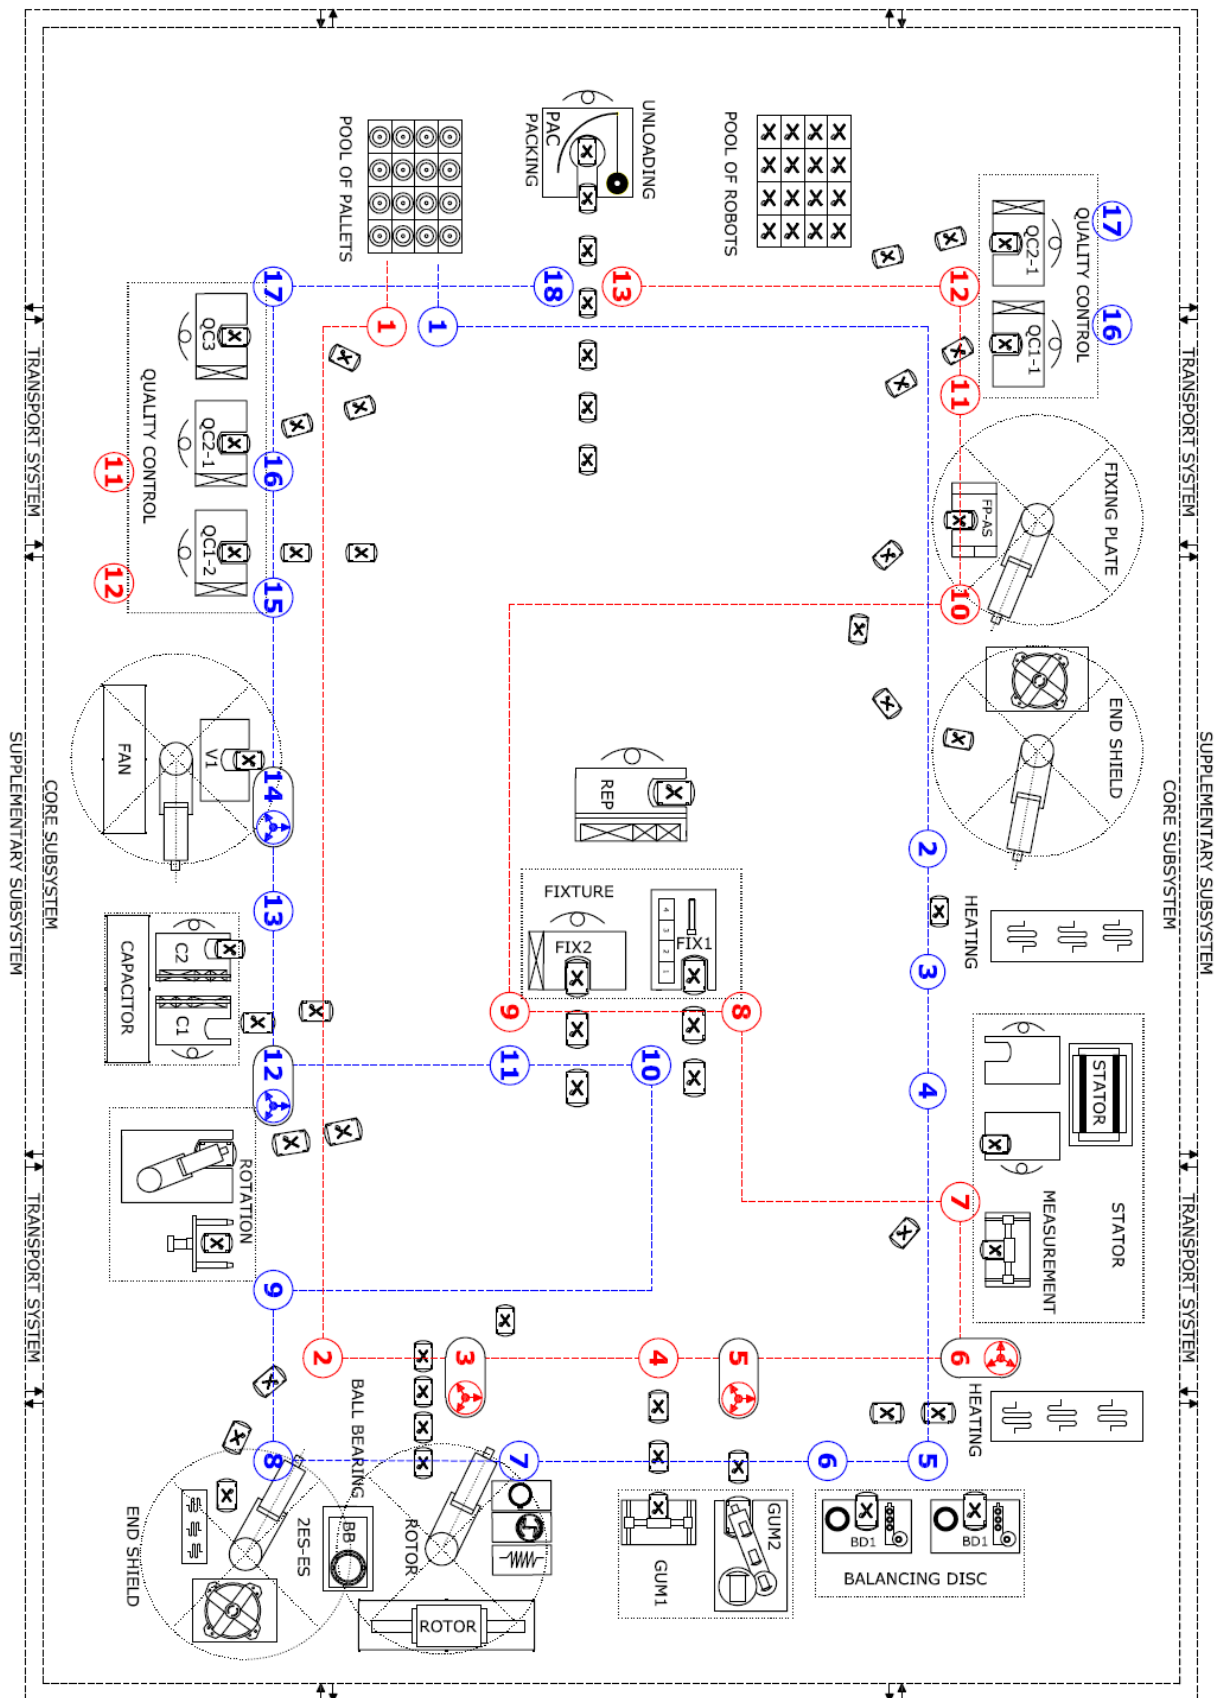 UNLOADING
PAC
PACKING
POOL OF PALLETS
POOL OF ROBOTS
QC2-1
QUALITY CONTROL
17
QC1-1
16
17
18
13
12
1
1
11
TRANSPORT SYSTEM
TRANSPORT SYSTEM
QC3
QUALITY CONTROL
QC2-1
11
16
QC1-2
12
15
FIXING PLATE
FP-AS
10
END SHIELD
SUPPLEMENTARY SUBSYSTEM
CORE SUBSYSTEM
CORE SUBSYSTEM
SUPPLEMENTARY SUBSYSTEM
FAN
V1
14
REP
2
FIXTURE
FIX2
FIX1
4
3
2
1
HEATING
13
3
CAPACITOR
C2
C1
9
8
12
11
10
4
STATOR
STATOR
MEASUREMENT
7
ROTATION
TRANSPORT SYSTEM
TRANSPORT SYSTEM
9
2
3
4
5
6
HEATING
BALL BEARING
8
7
6
5
END SHIELD
2ES-ES
BB
ROTOR
ROTOR
GUM1
GUM2
BD1
BD1
BALANCING DISC